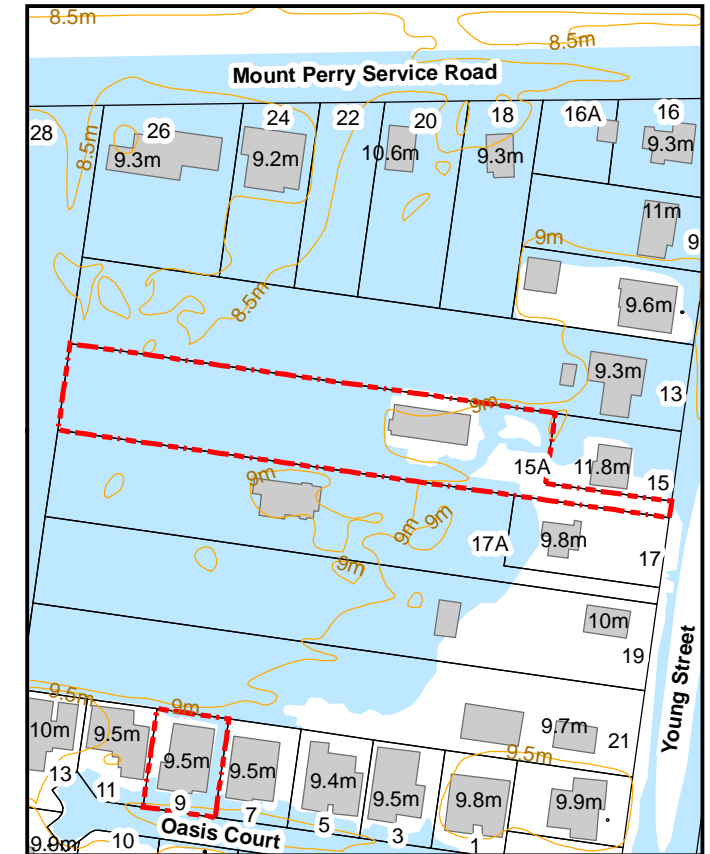 8.5m
8.5m
Mount Perry Service Road
28
8.5m
26
9.3m
24
9.2m
22
20
10.6m
18
9.3m
16A
16
9.3m
11m
9m
9
9.6m
8.5m
9.3m
13
9m
15A
11.8m
15
9m
9m
9m
17A
9.8m
17
9m
10m
19
Young Street
9.5m
9m
10m
9.5m
9.5m
9.5m
9.4m
9.5m
9.8m
9.9m
9.7m
21
9.5m
13
11
9
7
5
3
1
Oasis Court
9.9m
10